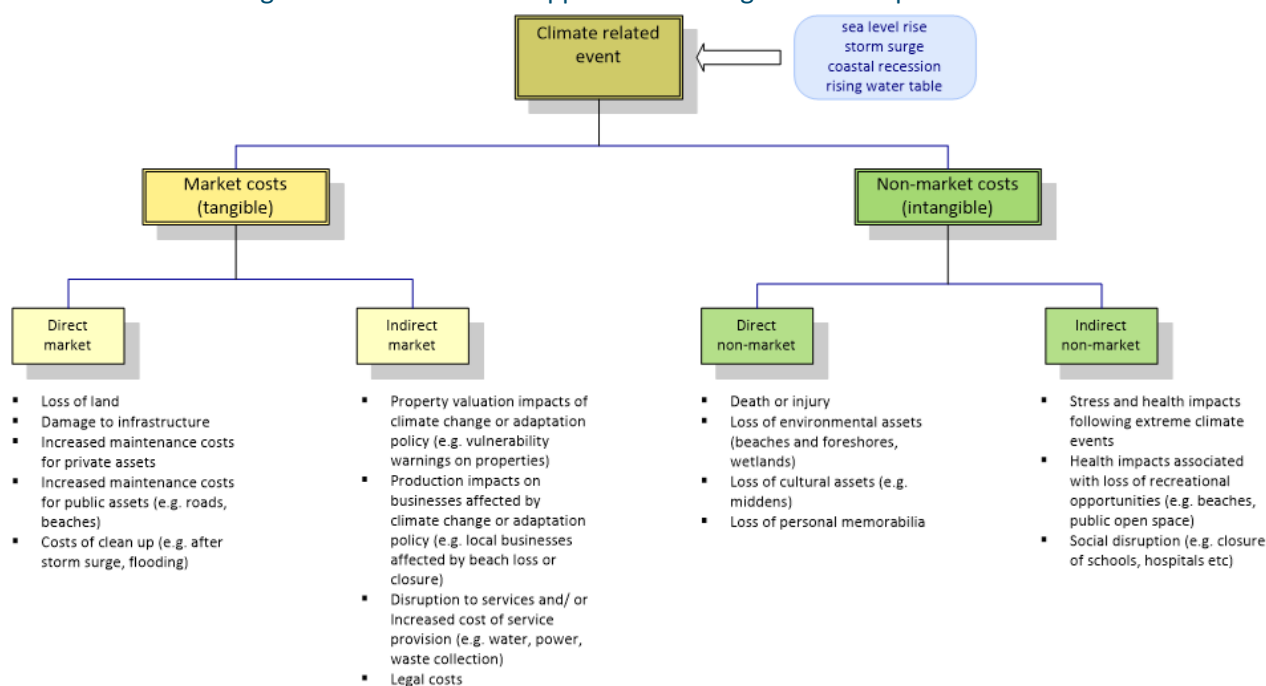 Climate related
event
sea level rise
storm surge
coastal recession
rising water table
Market costs
(tangible)
Non-market costs
(intangible)
Direct
market
Indirect
market
Direct
non-market
Indirect
non-market
▪ Loss of land
▪ Damage to infrastructure
▪ Increased maintenance costs
for private assets
▪ Increased maintenance costs
for public assets (e.g. roads,
beaches)
▪ Costs of clean up (e.g. after
storm surge, flooding)
▪ Property valuation impacts of
climate change or adaptation
policy (e.g. vulnerability
warnings on properties)
▪ Production impacts on
businesses affected by
climate change or adaptation
policy (e.g. local businesses
affected by beach loss or
closure)
▪ Disruption to services and/ or
Increased cost of service
provision (e.g. water, power,
waste collection)
▪ Legal costs
▪ Death or injury
▪ Loss of environmental assets
(beaches and foreshores,
wetlands)
▪ Loss of cultural assets (e.g.
middens)
▪ Loss of personal memorabilia
▪ Stress and health impacts
following extreme climate
events
▪ Health impacts associated
with loss of recreational
opportunities (e.g. beaches,
public open space)
▪ Social disruption (e.g. closure
of schools, hospitals etc)